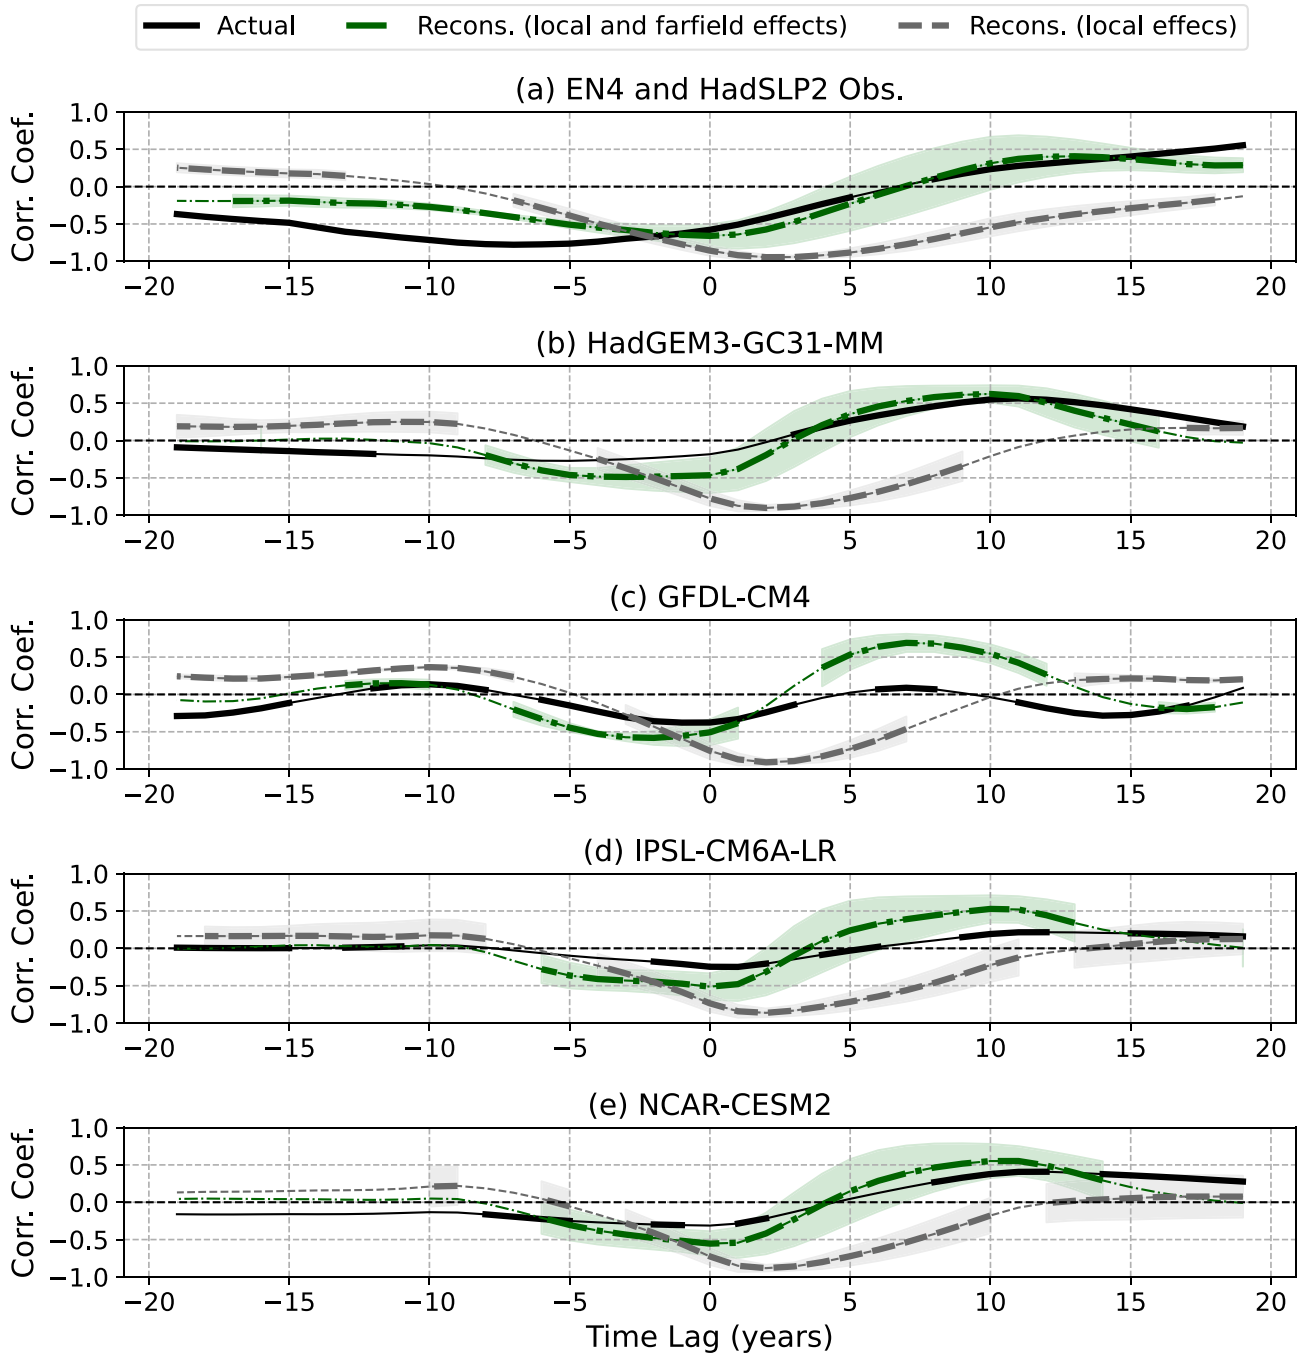 Actual Recons. (local and farfield effects) Recons. (local effecs)
(a) EN4 and HadSLP2 Obs.
Corr. Coef.
1.0
0.5
0.0
−0.5
−1.0
−20 −15 −10 −5 0 5 10 15 20
(b) HadGEM3-GC31-MM
Corr. Coef.
1.0
0.5
0.0
−0.5
−1.0
−20 −15 −10 −5 0 5 10 15 20
(c) GFDL-CM4
Corr. Coef.
1.0
0.5
0.0
−0.5
−1.0
−20 −15 −10 −5 0 5 10 15 20
(d) IPSL-CM6A-LR
Corr. Coef.
1.0
0.5
0.0
−0.5
−1.0
−20 −15 −10 −5 0 5 10 15 20
(e) NCAR-CESM2
Corr. Coef.
1.0
0.5
0.0
−0.5
−1.0
−20 −15 −10 −5 0 5 10 15 20
Time Lag (years)